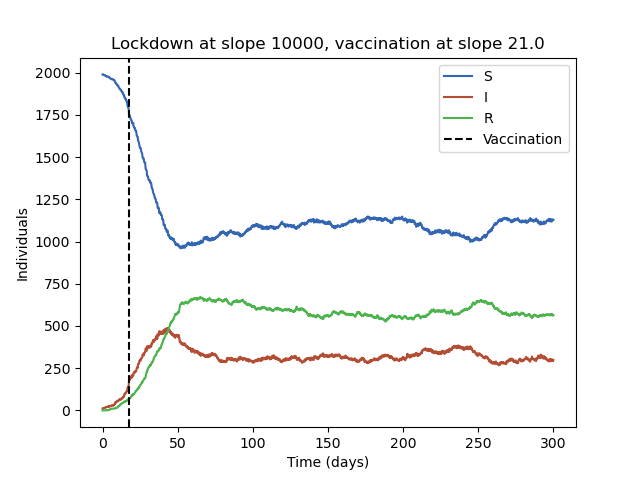 Lockdown at slope 10000, vaccination at slope 21.0
2000
1750
1500
1250
1000
750
500
250
0
Individuals
S
I
R
Vaccination
0 50 100 150 200 250 300
Time (days)